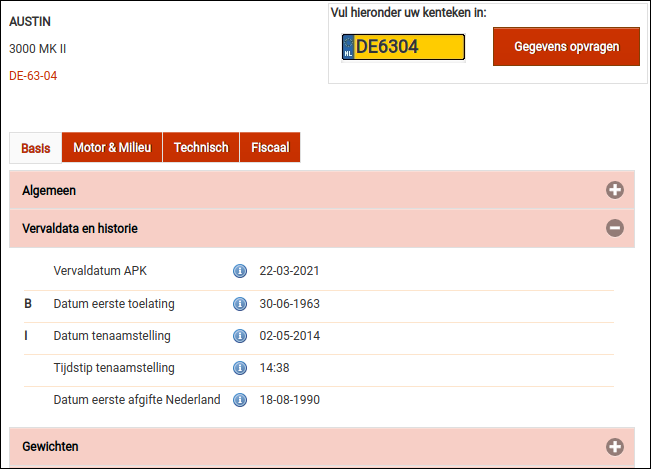 AUSTIN
3000 MK II
DE-63-04
Vul hieronder uw kenteken in:
NL DE6304
Gegevens opvragen
Basis Motor & Milieu Technisch Fiscaal
Algemeen
Vervaldata en historie
Vervaldatum APK 22-03-2021
B Datum eerste toelating 30-06-1963
I Datum tenaamstelling 02-05-2014
Tijdstip tenaamstelling 14:38
Datum eerste afgifte Nederland 18-08-1990
Gewichten